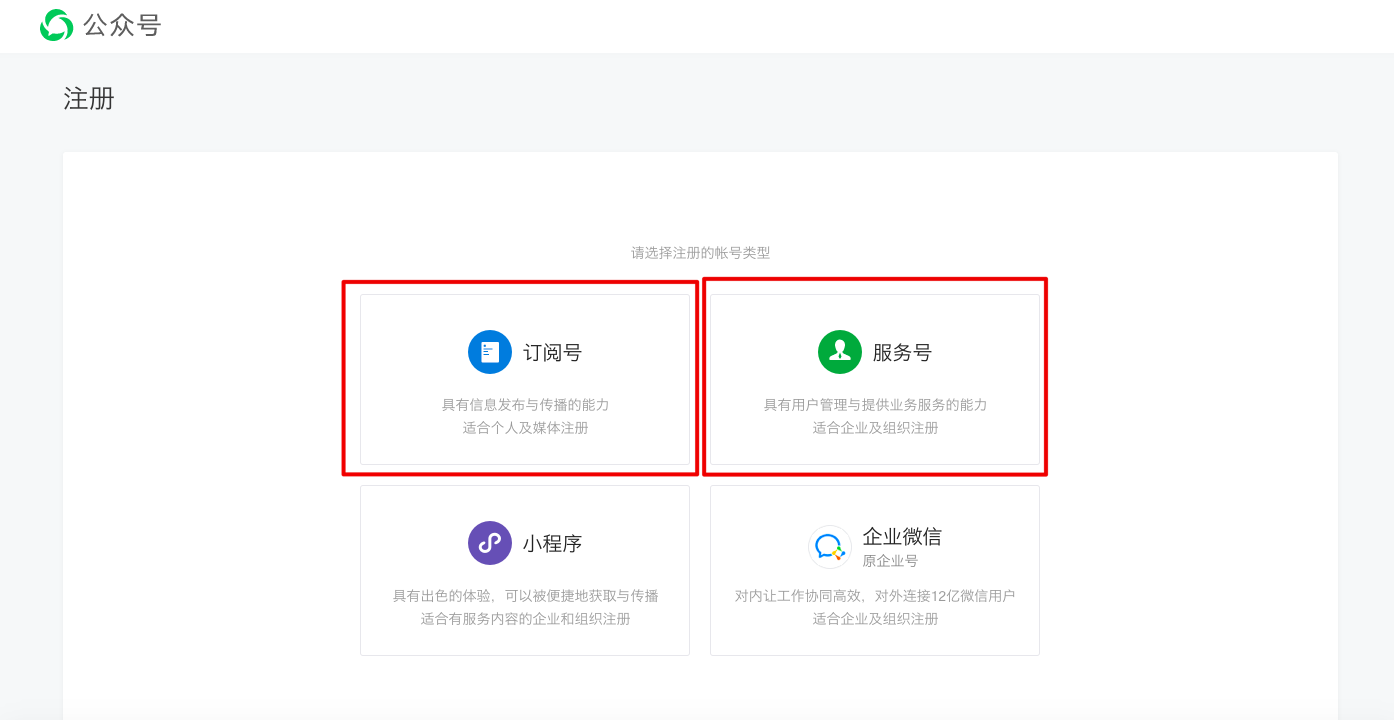 公众号
注册
请选择注册的帐号类型
订阅号
具有信息发布与传播的能力
适合个人及媒体注册
服务号
具有用户管理与提供业务服务的能力
适合企业及组织注册
小程序
具有出色的体验，可以被便捷地获取与传播
适合有服务内容的企业和组织注册
企业微信
原企业号
对内让工作协同高效，对外连接12亿微信用户
适合企业及组织注册